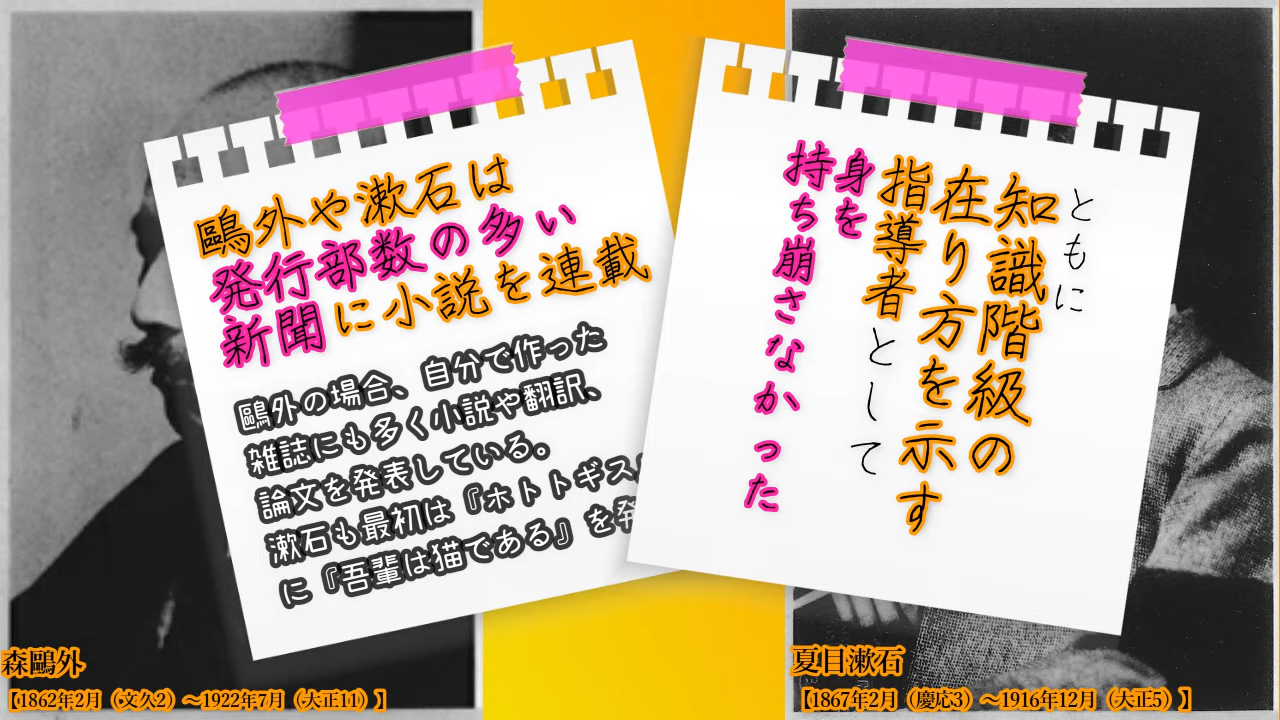 鷗外や漱石は
発行部数の多い
新聞に小説を連載
鷗外の場合、自分で作った
雑誌にも多く小説や翻訳、
論文を発表している。
漱石も最初は『ホトトギス
に『吾輩は猫である』を発
ともに
知識階級の
在り方を示す
指導者として
身を
持ち崩さなかった
森鷗外
【1862年2月（文久2）～1922年7月（大正11）】
夏目漱石
【1867年2月（慶応3）～1916年12月（大正5）】